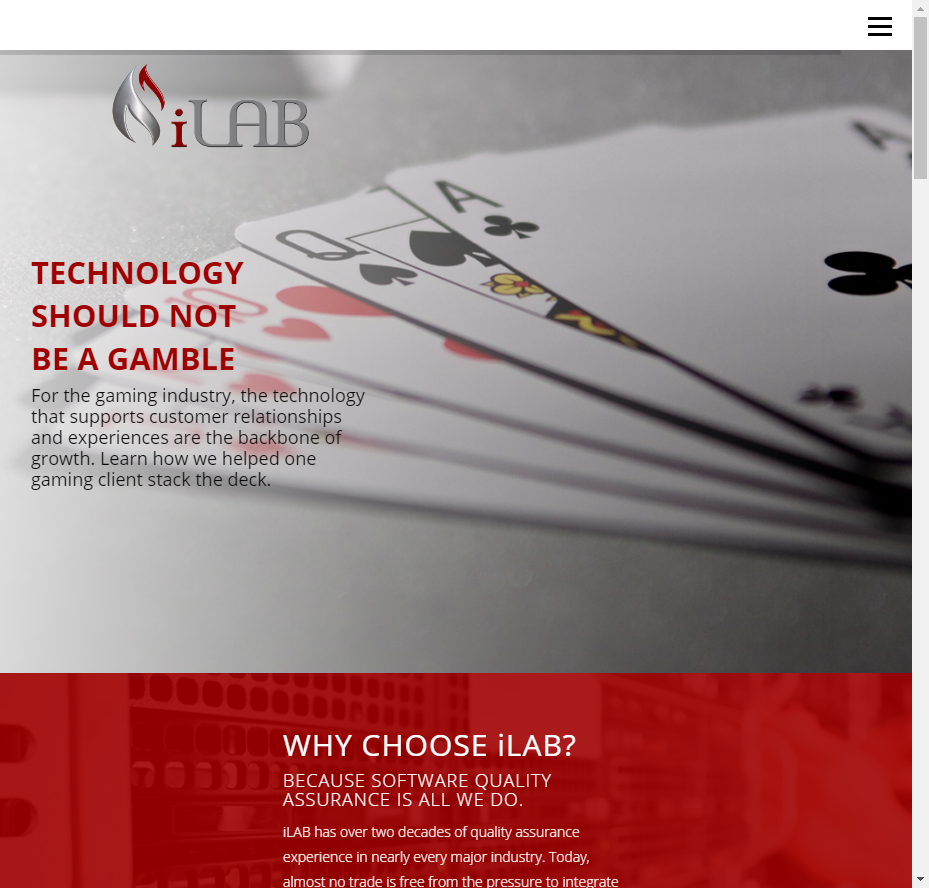 iLAB
A
A
Q
10
TECHNOLOGY
SHOULD NOT
BE A GAMBLE
For the gaming industry, the technology
that supports customer relationships
and experiences are the backbone of
growth. Learn how we helped one
gaming client stack the deck.
WHY CHOOSE iLAB?
BECAUSE SOFTWARE QUALITY
ASSURANCE IS ALL WE DO.
iLAB has over two decades of quality assurance
experience in nearly every major industry. Today,
almost no trade is free from the pressure to integrate